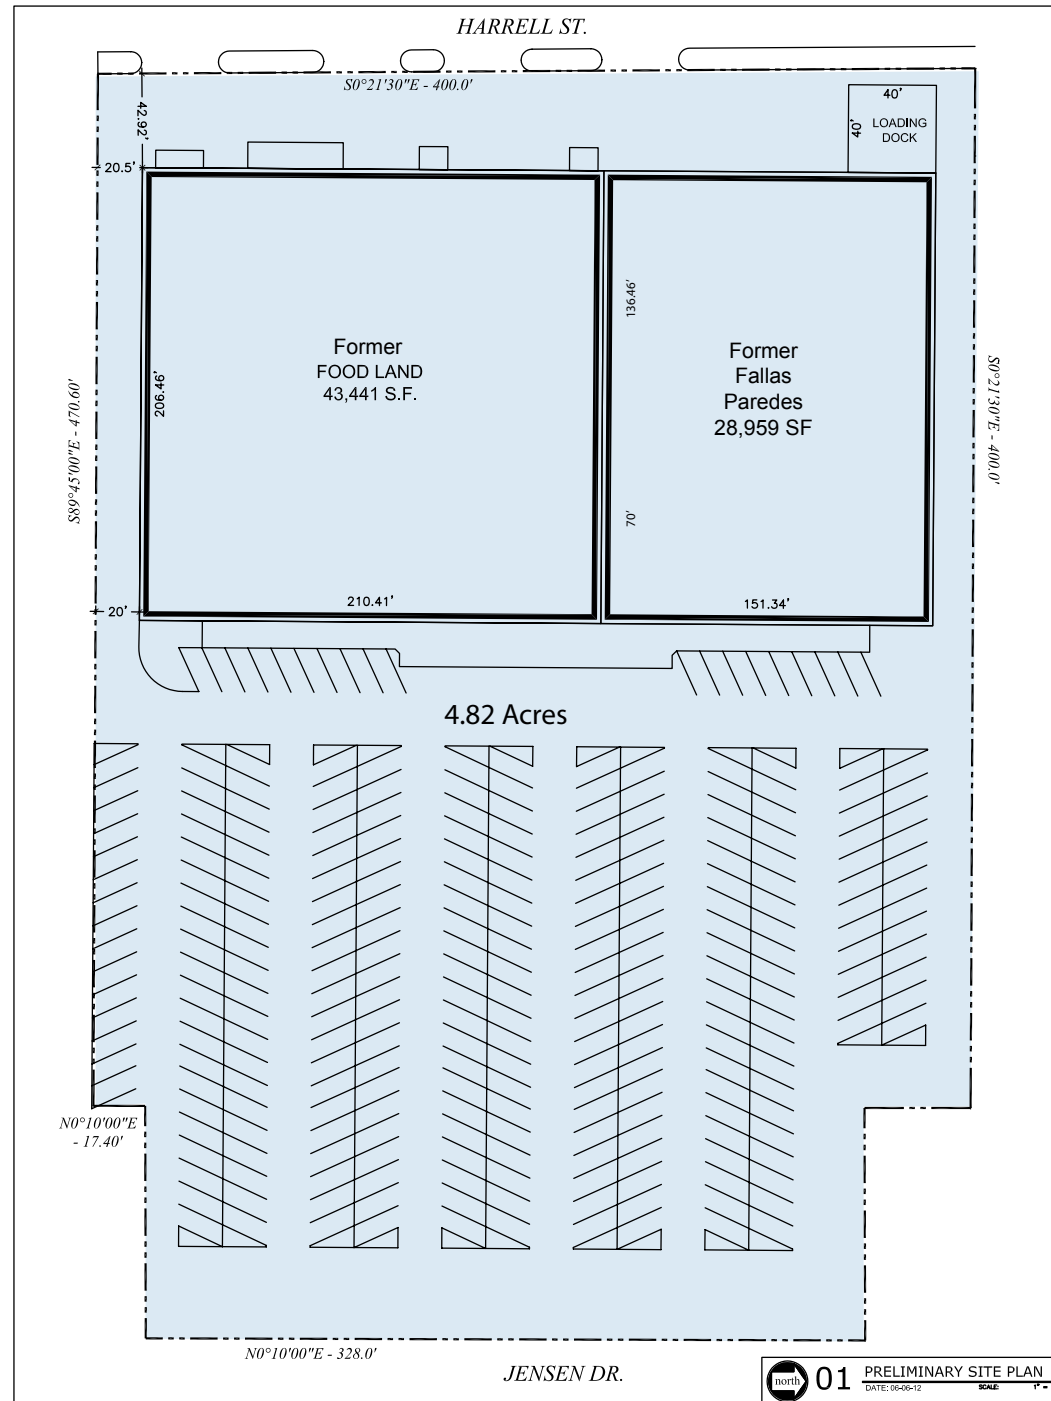 HARRELL ST.
S0°21'30"E - 400.0'
42.92'
40'
40'
LOADING
DOCK
20.5'
Former
FOOD LAND
43,441 S.F.
206.46'
210.41'
136.46'
Former
Fallas
Paredes
28,959 SF
70'
151.34'
S89°45'00"E - 470.60'
S0°21'30"E - 400.0'
20'
4.82 Acres
N0°10'00"E
- 17.40'
N0°10'00"E - 328.0'
JENSEN DR.
north
01
PRELIMINARY SITE PLAN
DATE: 06-06-12 SCALE: 1" =